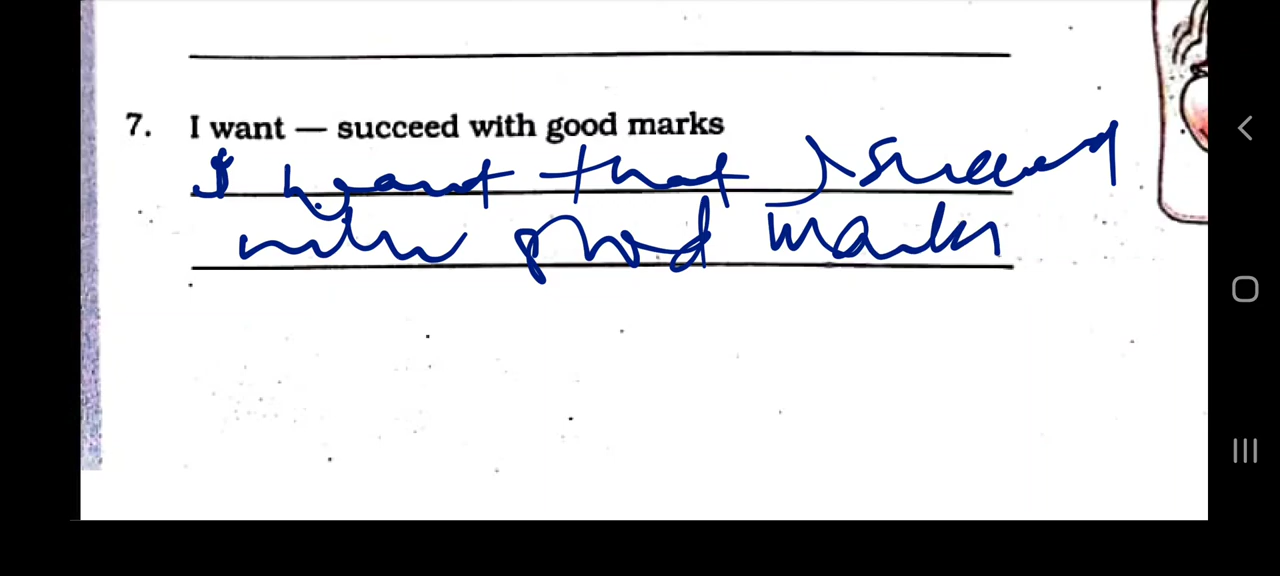 7. I want — succeed with good marks
I want that I succeed
with good marks